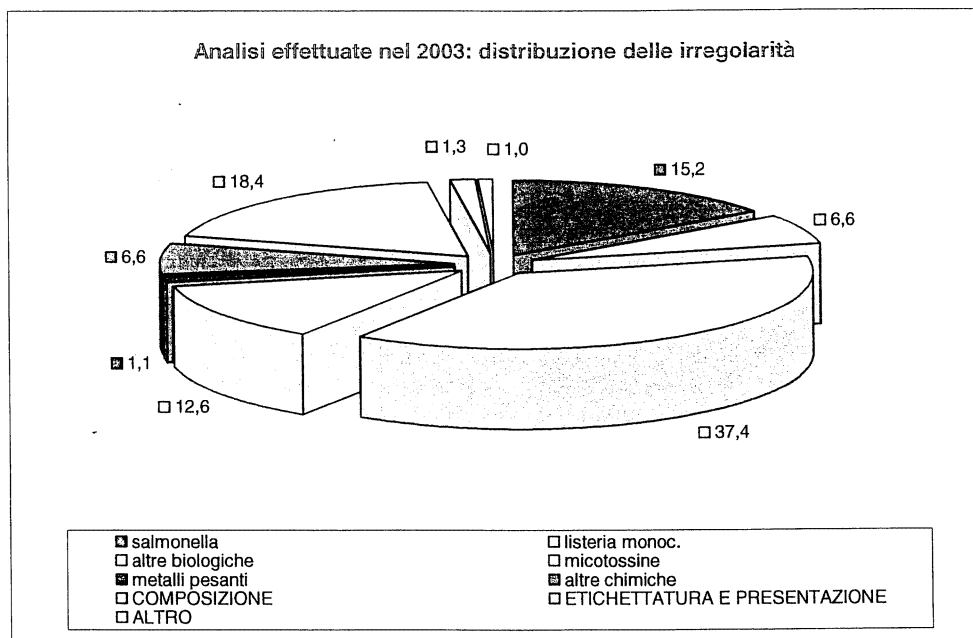 Analisi effettuate nel 2003: distribuzione delle irregolarità
1,3 1,0
18,4 15,2
6,6
6,6
1,1
12,6
37,4
salmonella listeria monoc.
altre biologiche micotossine
metalli pesanti altre chimiche
COMPOSIZIONE ETICHETTATURA E PRESENTAZIONE
ALTRO